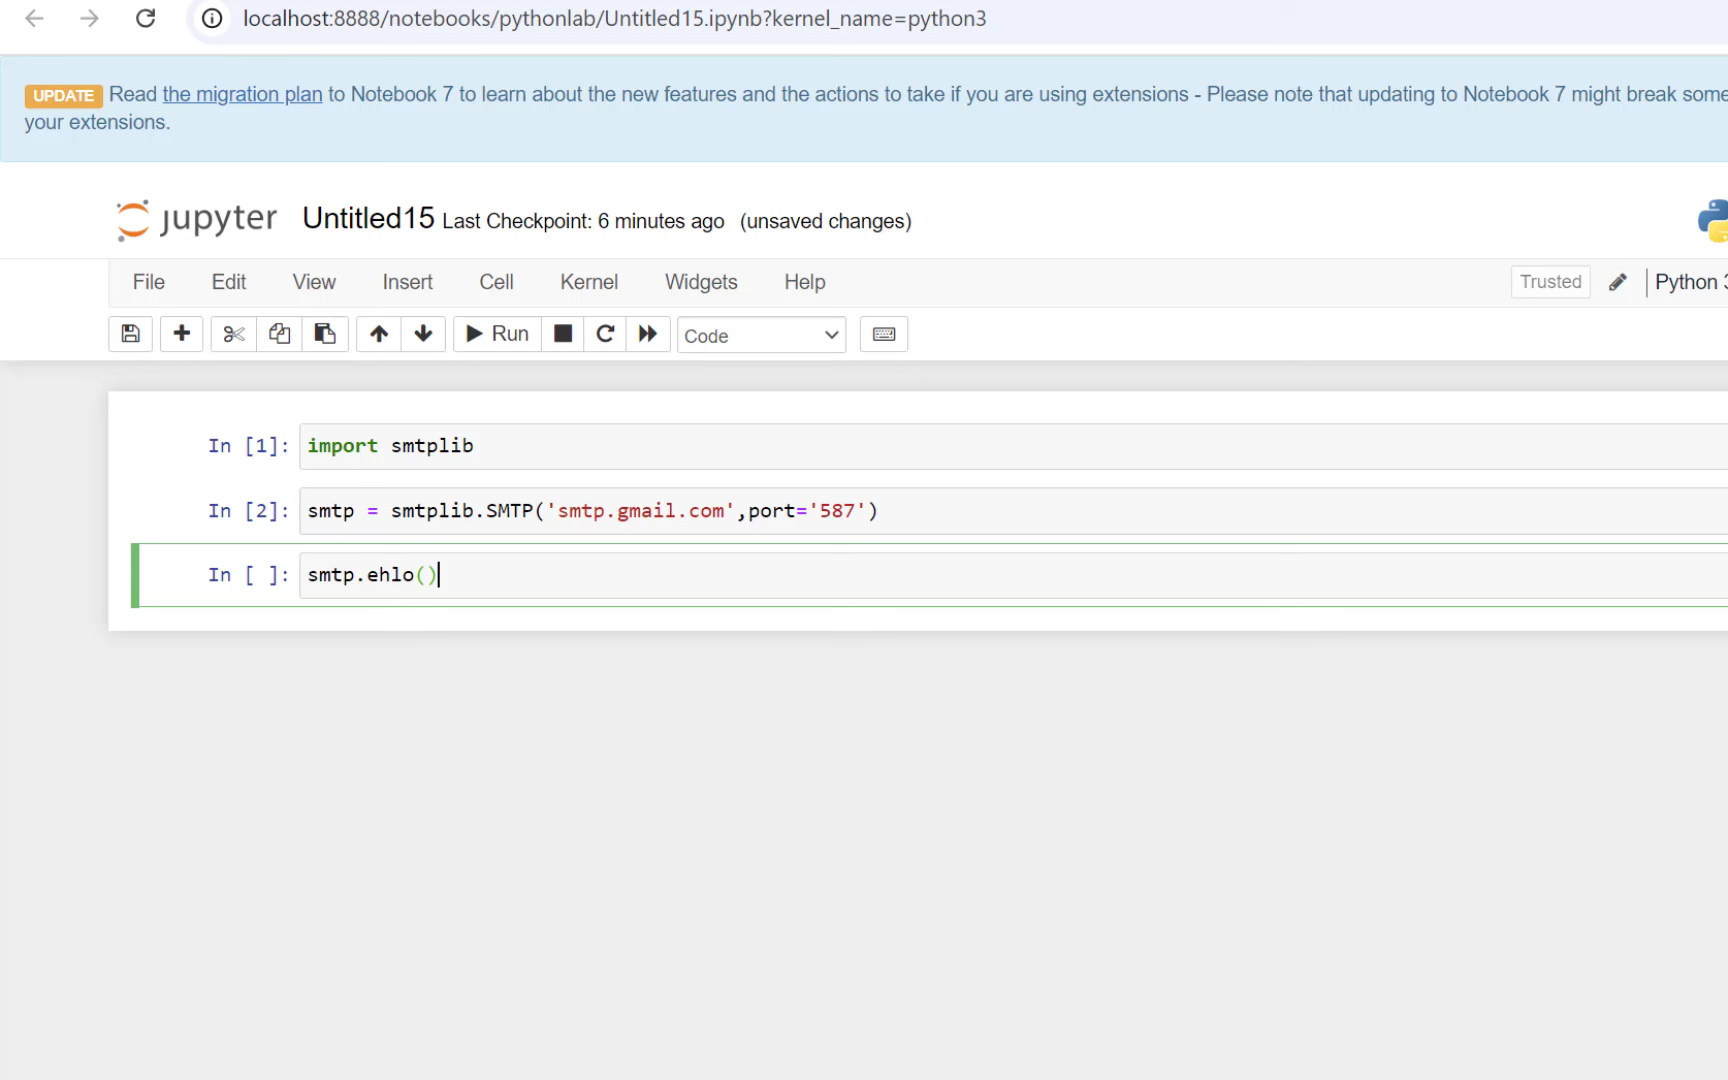 localhost:8888/notebooks/pythonlab/Untitled15.ipynb?kernel_name=python3
UPDATE Read the migration plan to Notebook 7 to learn about the new features and the actions to take if you are using extensions - Please note that updating to Notebook 7 might break some
your extensions.
jupyter Untitled15 Last Checkpoint: 6 minutes ago (unsaved changes)
File Edit View Insert Cell Kernel Widgets Help Trusted Python 3
Run Code
In [1]: import smtplib
In [2]: smtp = smtplib.SMTP('smtp.gmail.com',port='587')
In [ ]: smtp.ehlo()